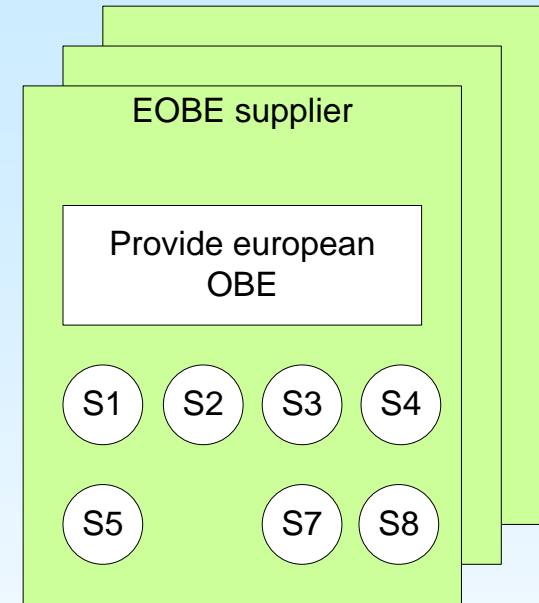 EOBE supplier
Provide european
OBE
S1 S2 S3 S4
S5 S7 S8